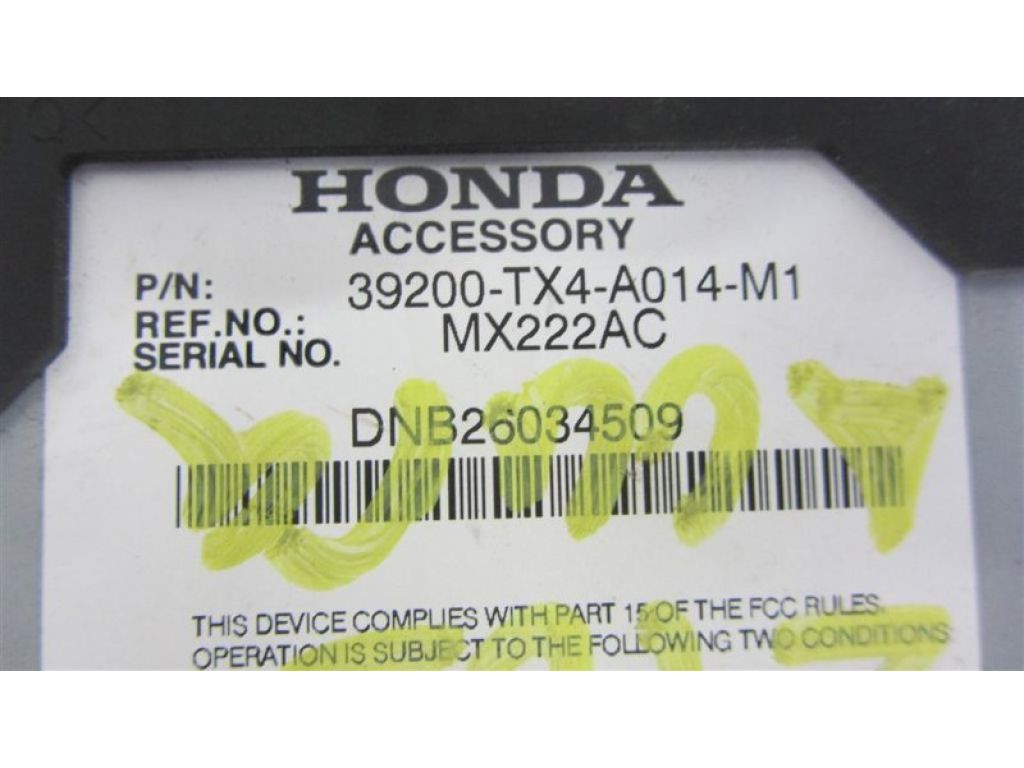 HONDA
ACCESSORY
P/N: 39200-TX4-A014-M1
REF.NO.: MX222AC
SERIAL NO.
DNB26034509
THIS DEVICE COMPLIES WITH PART 15 OF THE FCC RULES.
OPERATION IS SUBJECT TO THE FOLLOWING TWO CONDITIONS: